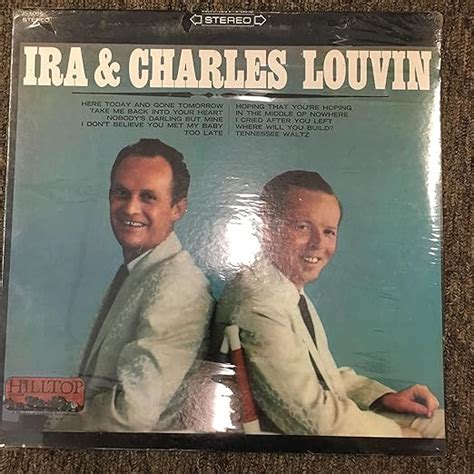 STEREO
STEREO
IRA & CHARLES LOUVIN
HERE TODAY AND GONE TOMORROW
TAKE ME BACK INTO YOUR HEART
NOBODY'S DARLING BUT MINE
I DON'T BELIEVE YOU MET MY BABY
TOO LATE
HOPING THAT YOU'RE HOPING
IN THE MIDDLE OF NOWHERE
I CRIED AFTER YOU LEFT
WHERE WILL YOU BUILD?
TENNESSEE WALTZ
HILLTOP